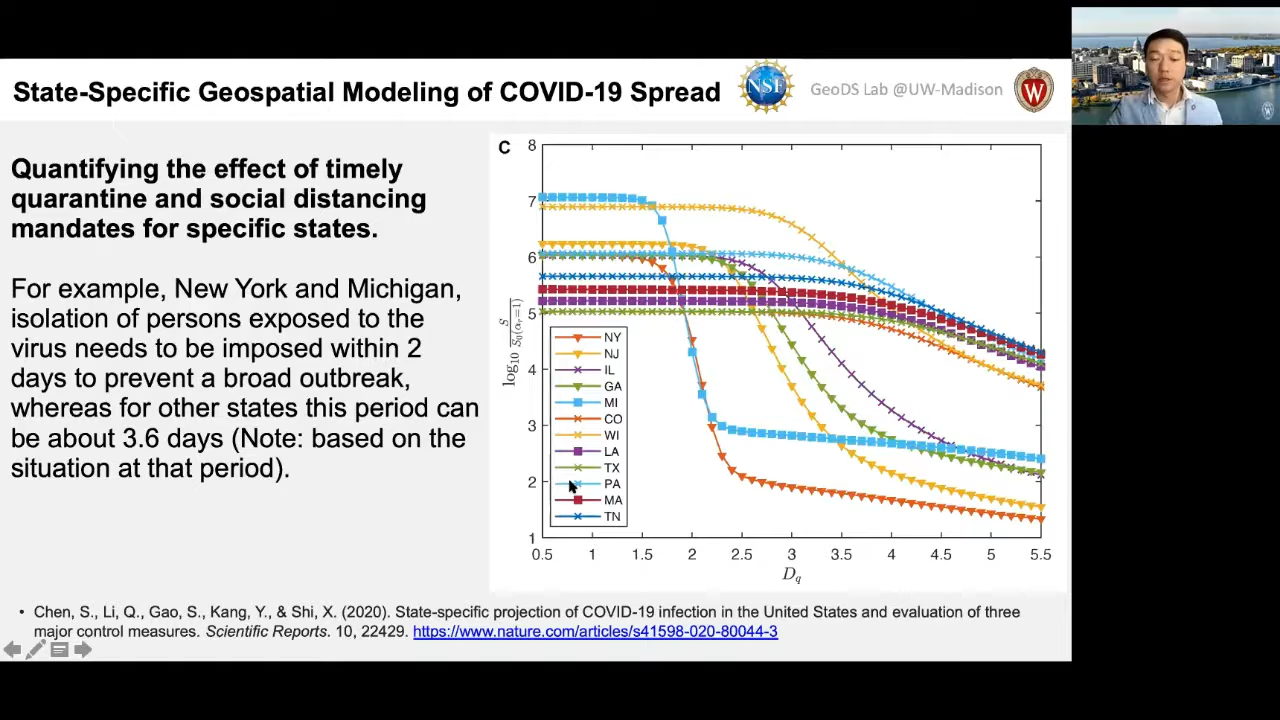 State-Specific Geospatial Modeling of COVID-19 Spread
NSF
GeoDS Lab @UW-Madison
W
Quantifying the effect of timely
quarantine and social distancing
mandates for specific states.
For example, New York and Michigan,
isolation of persons exposed to the
virus needs to be imposed within 2
days to prevent a broad outbreak,
whereas for other states this period can
be about 3.6 days (Note: based on the
situation at that period).
C
8
7
6
5
4
3
2
1
log10 S/S0(αr=1)
NY
NJ
IL
GA
MI
CO
WI
LA
TX
PA
MA
TN
0.5 1 1.5 2 2.5 3 3.5 4 4.5 5 5.5
Dq
• Chen, S., Li, Q., Gao, S., Kang, Y., & Shi, X. (2020). State-specific projection of COVID-19 infection in the United States and evaluation of three
major control measures. Scientific Reports. 10, 22429. https://www.nature.com/articles/s41598-020-80044-3